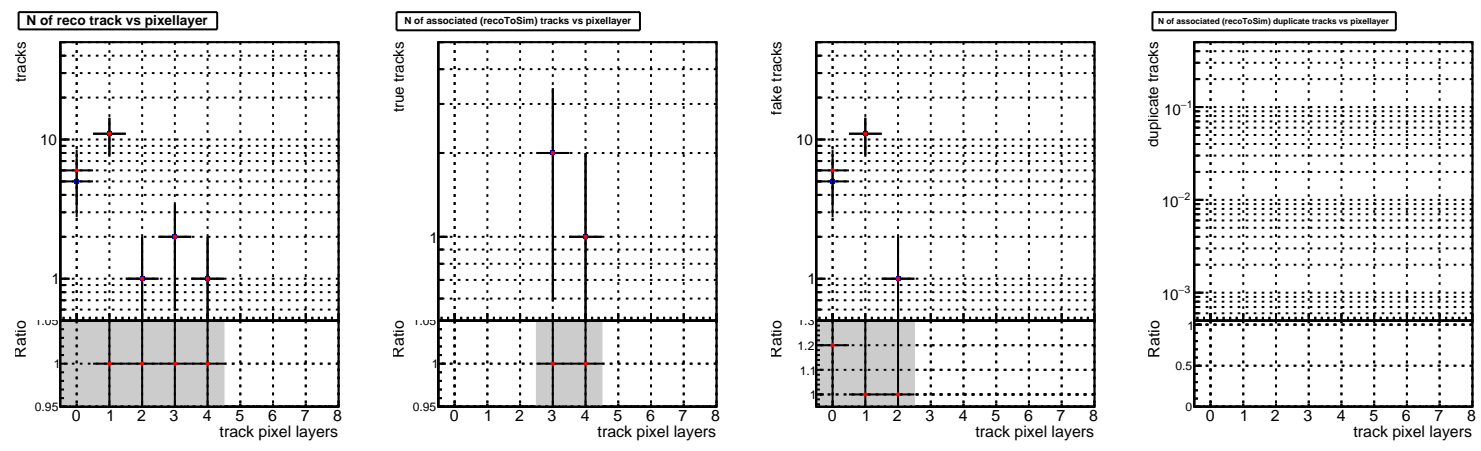 N of reco track vs pixellayer
tracks
10
1
Ratio
1.05
1
0.95
0 1 2 3 4 5 6 7 8
track pixel layers
N of associated (recoToSim) tracks vs pixellayer
true tracks
1
Ratio
1.05
1
0.95
0 1 2 3 4 5 6 7 8
track pixel layers
fake tracks
10
1
Ratio
1.3
1.2
1.1
1
0 1 2 3 4 5 6 7 8
track pixel layers
N of associated (recoToSim) duplicate tracks vs pixellayer
duplicate tracks
10⁻¹
10⁻²
10⁻³
Ratio
1
0.5
0
0 1 2 3 4 5 6 7 8
track pixel layers